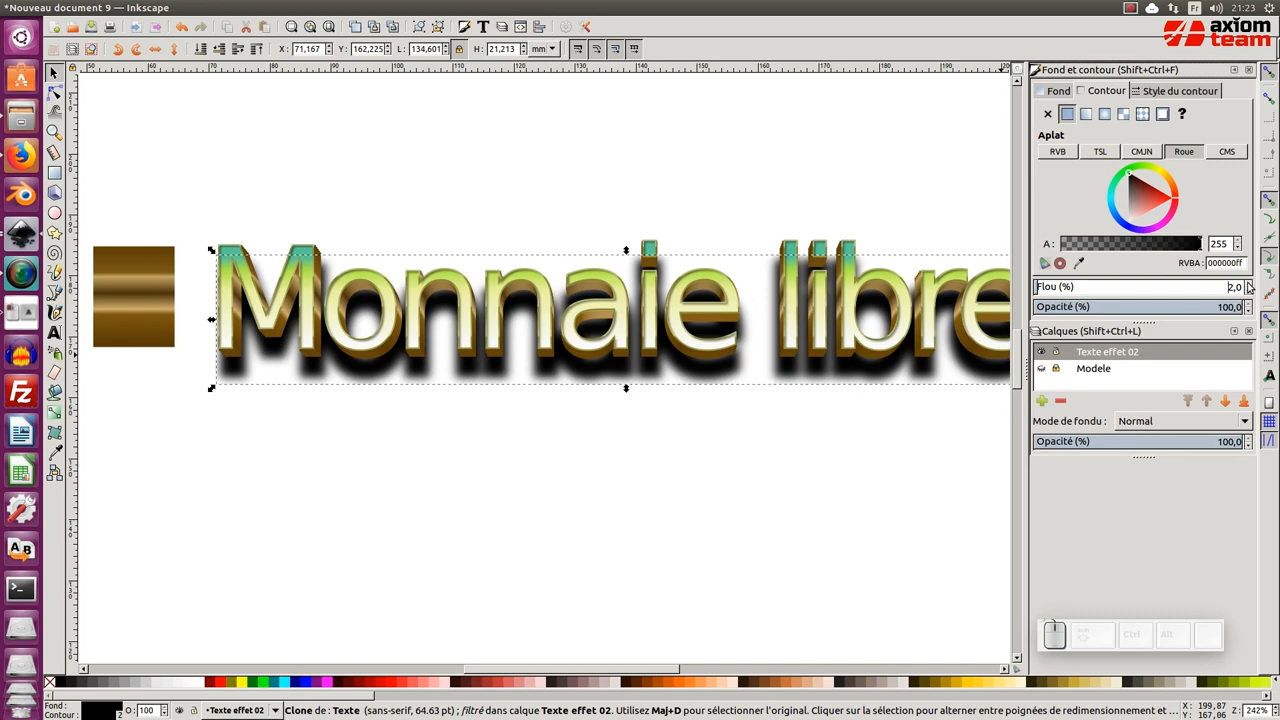 *Nouveau document 9 — Inkscape
Fr
21:23
axiom
team
X: 71,167
Y: 162,225
L: 134,601
H: 21,213
mm
Fond et contour (Shift+Ctrl+F)
Fond
Contour
Style du contour
?
Aplat
RVB
TSL
CMJN
Roue
CMS
A :
255
RVBA :
000000ff
Flou (%)
2,0
Opacité (%)
100,0
Calques (Shift+Ctrl+L)
Texte effet 02
Modele
Mode de fondu :
Normal
Opacité (%)
100,0
Monnaie libre
Ctrl
Alt
Fond :
Contour :
2
O: 100
•Texte effet 02
Clone de : Texte (sans-serif, 64.63 pt) ; filtré dans calque Texte effet 02. Utilisez Maj+D pour sélectionner l'original. Cliquer sur la sélection pour alterner entre poignées de redimensionnement et
X : 199,87
Y : 167,06
Z : 242%